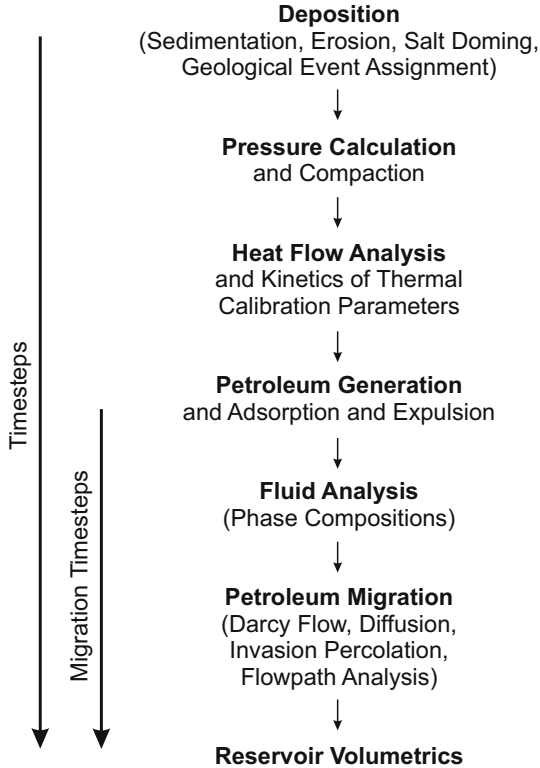 Deposition
(Sedimentation, Erosion, Salt Doming,
Geological Event Assignment)
Pressure Calculation
and Compaction
Heat Flow Analysis
and Kinetics of Thermal
Calibration Parameters
Petroleum Generation
and Adsorption and Expulsion
Fluid Analysis
(Phase Compositions)
Petroleum Migration
(Darcy Flow, Diffusion,
Invasion Percolation,
Flowpath Analysis)
Reservoir Volumetrics
Timesteps
Migration Timesteps